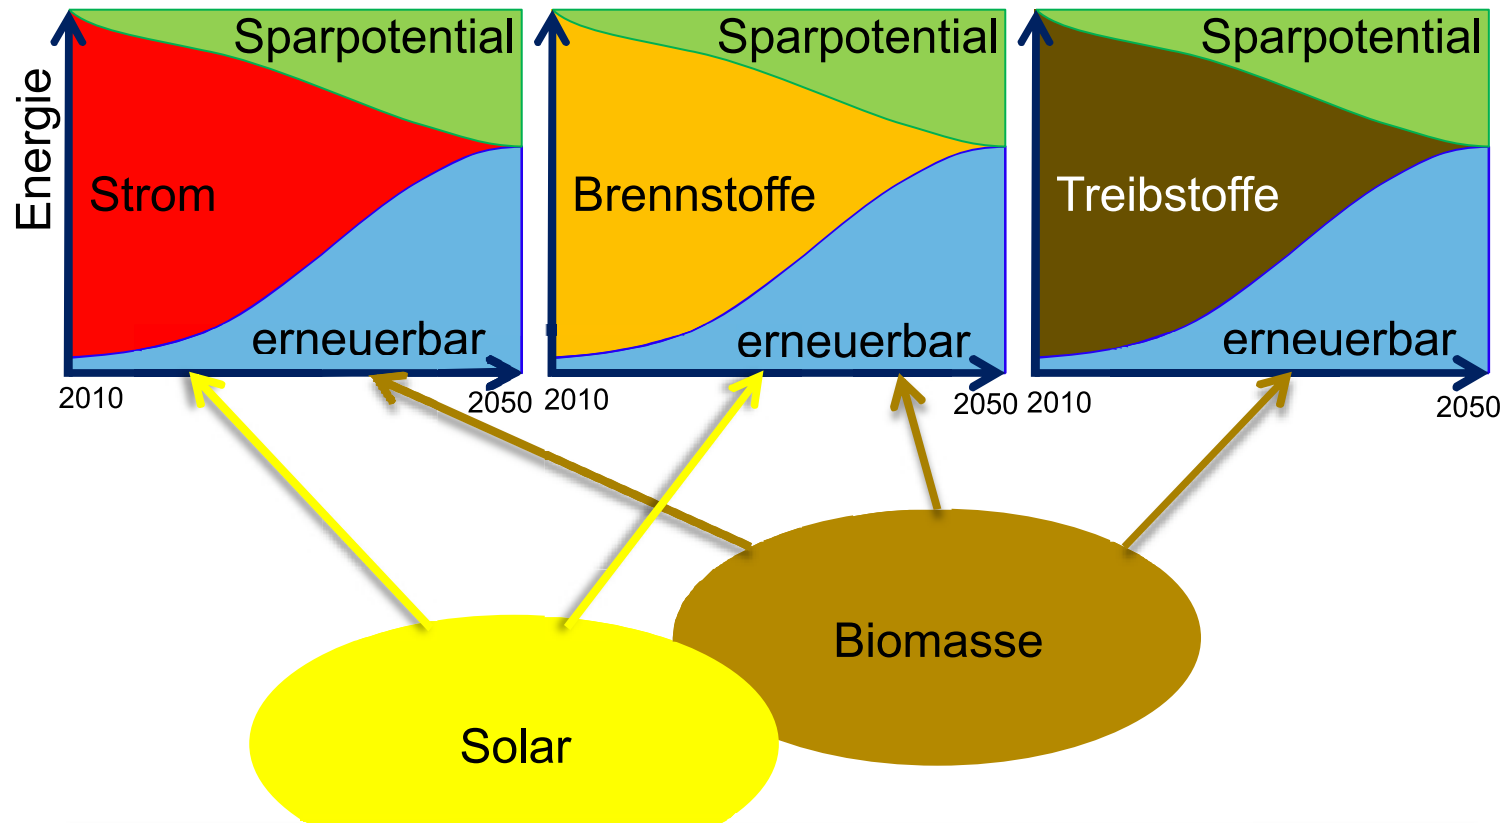 Energie
Sparpotential
Strom
erneuerbar
2010
2050
Sparpotential
Brennstoffe
erneuerbar
2010
2050
Sparpotential
Treibstoffe
erneuerbar
2010
2050
Biomasse
Solar